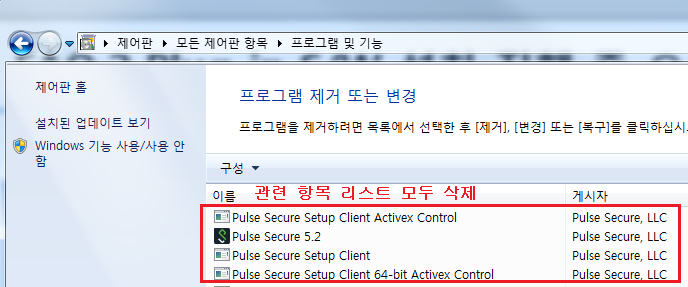 제어판 ▸ 모든 제어판 항목 ▸ 프로그램 및 기능
제어판 홈
설치된 업데이트 보기
Windows 기능 사용/사용 안
함
프로그램 제거 또는 변경
프로그램을 제거하려면 목록에서 선택한 후 [제거], [변경] 또는 [복구]를 클릭하십시.
구성
이름 관련 항목 리스트 모두 삭제 게시자
Pulse Secure Setup Client Activex Control Pulse Secure, LLC
Pulse Secure 5.2 Pulse Secure, LLC
Pulse Secure Setup Client Pulse Secure, LLC
Pulse Secure Setup Client 64-bit Activex Control Pulse Secure, LLC